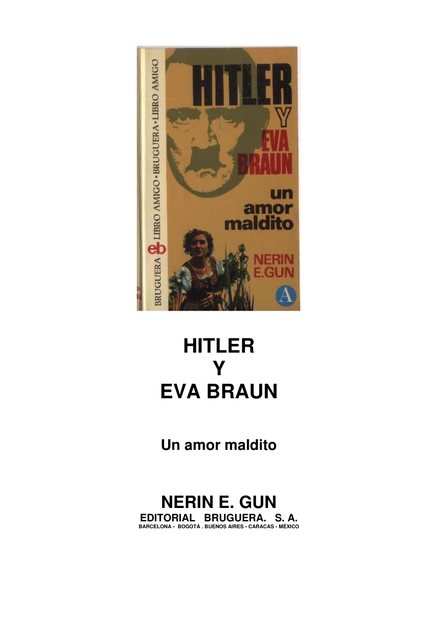 HITLER
Y
EVA
BRAUN
un
amor
maldito
NERIN
E.GUN
A
BRUGUERA eb LIBRO AMIGO • BRUGUERA • LIBRO AMIGO
HITLER
Y
EVA BRAUN
Un amor maldito
NERIN E. GUN
EDITORIAL BRUGUERA. S. A.
BARCELONA - BOGOTÁ . BUENOS AIRES - CARACAS - MÉXICO